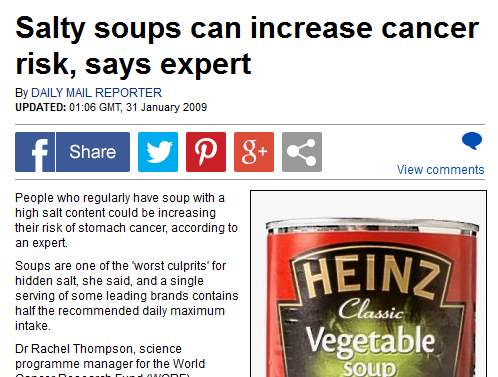 Salty soups can increase cancer
risk, says expert
By DAILY MAIL REPORTER
UPDATED: 01:06 GMT, 31 January 2009
f Share
g+
View comments
People who regularly have soup with a
high salt content could be increasing
their risk of stomach cancer, according to
an expert.
Soups are one of the 'worst culprits' for
hidden salt, she said, and a single
serving of some leading brands contains
half the recommended daily maximum
intake.
Dr Rachel Thompson, science
programme manager for the World
Cancer Research Fund (WCRF)
HEINZ
Classic
Vegetable
soup